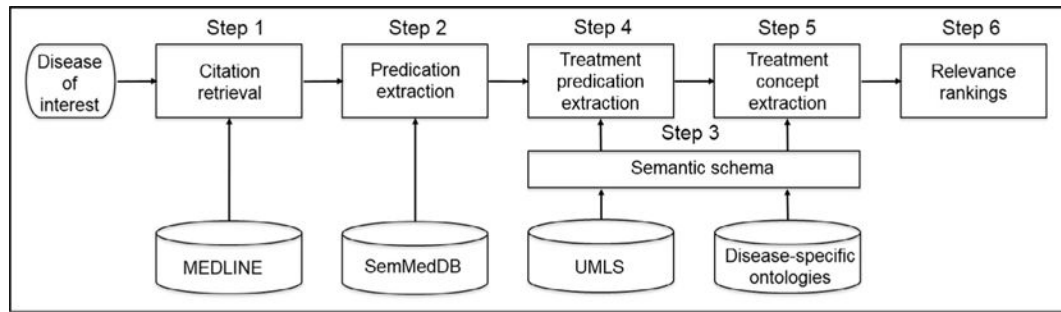 Step 1
Step 2
Step 4
Step 5
Step 6
Disease
of
interest
Citation
retrieval
Predication
extraction
Treatment
predication
extraction
Treatment
concept
extraction
Relevance
rankings
Step 3
Semantic schema
MEDLINE
SemMedDB
UMLS
Disease-specific
ontologies